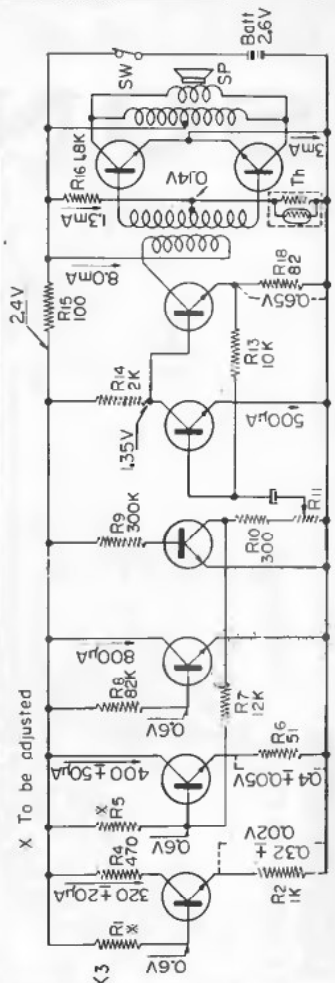 X To be adjusted
2.4V
R15
100
SW
Batt
2.6V
SP
R16 1.8K
1.3mA
0.14V
3mA
Th
8.0mA
R18
82
0.65V
R13
10K
R14
2K
1.35V
500µA
R9
300K
R10
300
R11
800µA
R8
82K
0.6V
R7
12K
400±50µA
R5
*
0.6V
R6
51
0.4±0.05V
R4
470
320±20µA
R1
*
0.6V
0.32±
0.02V
R2
1K
X3